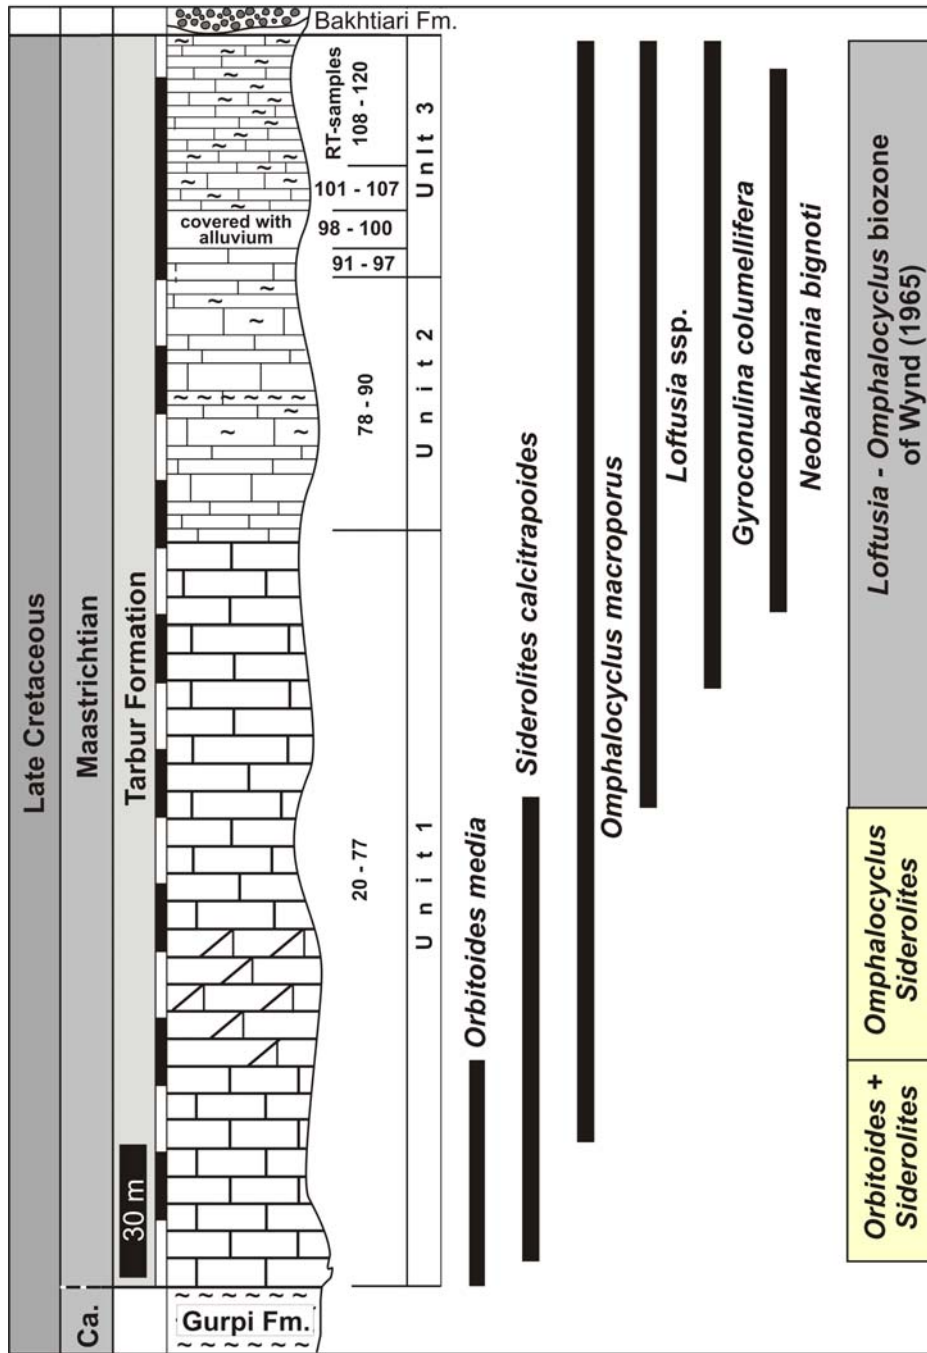 Bakhtiari Fm.
Late Cretaceous
Maastrichtian
Ca.
Tarbur Formation
30 m
Gurpi Fm.
covered with
alluvium
RT-samples
108 - 120
101 - 107
98 - 100
91 - 97
78 - 90
20 - 77
UnIt 3
Unit 2
Unit 1
Orbitoides media
Siderolites calcitrapoides
Omphalocyclus macroporus
Loftusia ssp.
Gyroconulina columellifera
Neobalkhania bignoti
Loftusia - Omphalocyclus biozone
of Wynd (1965)
Omphalocyclus
Siderolites
Orbitoides +
Siderolites